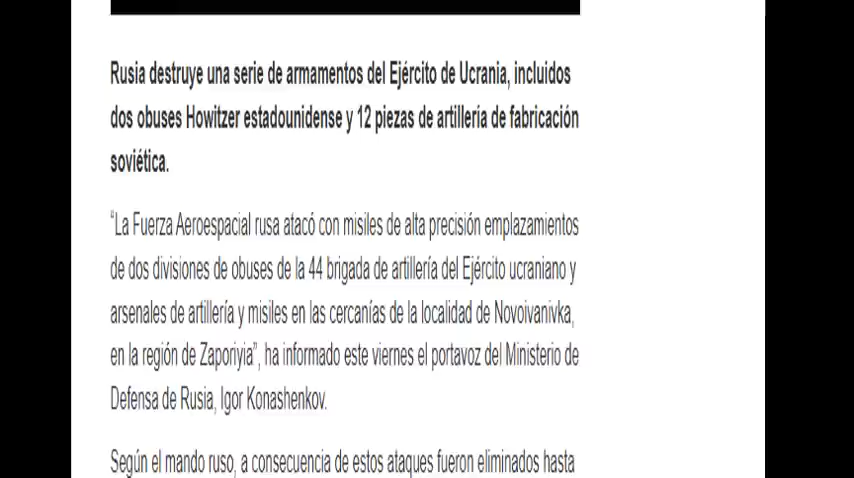 Rusia destruye una serie de armamentos del Ejército de Ucrania, incluidos
dos obuses Howitzer estadounidense y 12 piezas de artillería de fabricación
soviética.
“La Fuerza Aeroespacial rusa atacó con misiles de alta precisión emplazamientos
de dos divisiones de obuses de la 44 brigada de artillería del Ejército ucraniano y
arsenales de artillería y misiles en las cercanías de la localidad de Novoivanivka,
en la región de Zaporiyia”, ha informado este viernes el portavoz del Ministerio de
Defensa de Rusia, Igor Konashenkov.
Según el mando ruso, a consecuencia de estos ataques fueron eliminados hasta